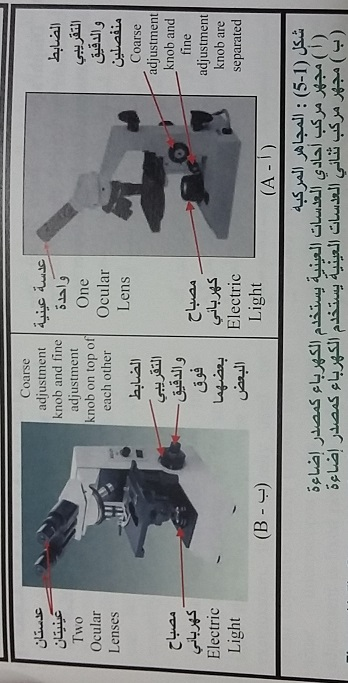 الضابط
التقريبي
والدقيق
منفصلين
Coarse
adjustment
knob and
fine
adjustment
knob are
separated
عدسة عينية
واحدة
One
Ocular
Lens
مصباح
كهربائي
Electric
Light
(A - أ)
Coarse
adjustment
knob and fine
adjustment
knob on top of
each other
الضابط
التقريبي
والدقيق
فوق
بعضهما
البعض
عدستان
عينيتان
Two
Ocular
Lenses
مصباح
كهربائي
Electric
Light
(B - ب)
شكل (1-5): المجاهر المركبه
(أ) مجهر مركب أحادي العدسات العينية يستخدم الكهرباء كمصدر إضاءة
(ب) مجهر مركب ثنائي العدسات العينية يستخدم الكهرباء كمصدر إضاءة